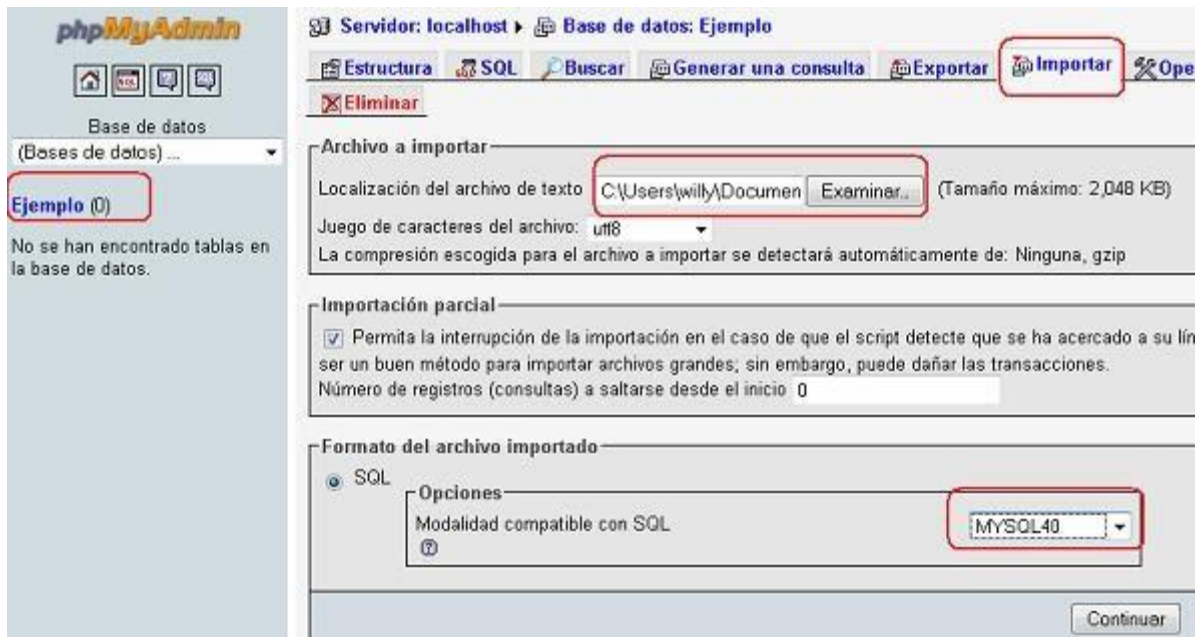 phpMyAdmin
Base de datos
(Bases de datos) ...
Ejemplo (0)
No se han encontrado tablas en
la base de datos.
Servidor: localhost ▸ Base de datos: Ejemplo
Estructura SQL Buscar Generar una consulta Exportar Importar Ope
Eliminar
Archivo a importar
Localización del archivo de texto C:\Users\willy\Documen Examinar... (Tamaño máximo: 2,048 KB)
Juego de caracteres del archivo: utf8
La compresión escogida para el archivo a importar se detectará automáticamente de: Ninguna, gzip
Importación parcial
Permita la interrupción de la importación en el caso de que el script detecte que se ha acercado a su lím
ser un buen método para importar archivos grandes; sin embargo, puede dañar las transacciones.
Número de registros (consultas) a saltarse desde el inicio 0
Formato del archivo importado
SQL
Opciones
Modalidad compatible con SQL MYSQL40
Continuar